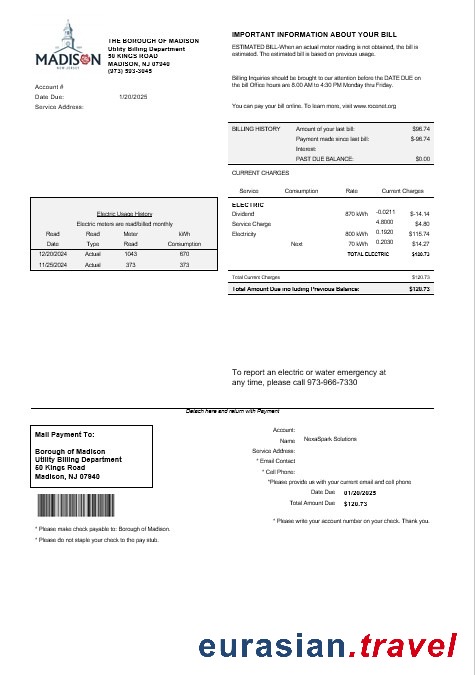 MADISON
NEW JERSEY
THE BOROUGH OF MADISON
Utility Billing Department
50 KINGS ROAD
MADISON, NJ 07940
(973) 593-3045
Account #
Date Due: 1/20/2025
Service Address:
IMPORTANT INFORMATION ABOUT YOUR BILL
ESTIMATED BILL-When an actual motor roading is not obtained, the bill is
estimated. The estimated bill is based on previous usage.
Billing Inquiries should be brought to our attention before the DATE DUE on
the bill Office hours are 8.00 AM to 4:30 PM Monday thru Friday.
You can pay your bill online. To learn more, visit www.rosenet.org
BILLING HISTORY
Amount of your last bill: $96.74
Payment made since last bill: $-96.74
Interest:
PAST DUE BALANCE: $0.00
CURRENT CHARGES
Service Consumption Rate Current Charges
ELECTRIC
Dividend 870 kWh -0.0211 $-14.14
Service Charge 4.8000 $4.80
Electricity 800 kWh 0.1920 $115.74
Next 70 kWh 0.2030 $14.27
TOTAL ELECTRIC $120.73
Total Current Charges $120.73
Total Amount Due including Previous Balance: $120.73
Electric Usage History
Electric meters are read/billed monthly
Read Read Meter kWh
Date Type Read Consumption
12/20/2024 Actual 1043 670
11/25/2024 Actual 373 373
To report an electric or water emergency at
any time, please call 973-966-7330
Detach here and return with Payment
Mail Payment To:
Borough of Madison
Utility Billing Department
50 Kings Road
Madison, NJ 07940
* Please make check payable to: Borough of Madison.
* Please do not staple your check to the pay stub.
Account:
Name NexaSpark Solutions
Service Address:
* Email Contact
* Cell Phone:
*Please provide us with your current email and cell phone
Date Due 01/20/2025
Total Amount Due $120.73
* Please write your account number on your check. Thank you.
eurasian.travel